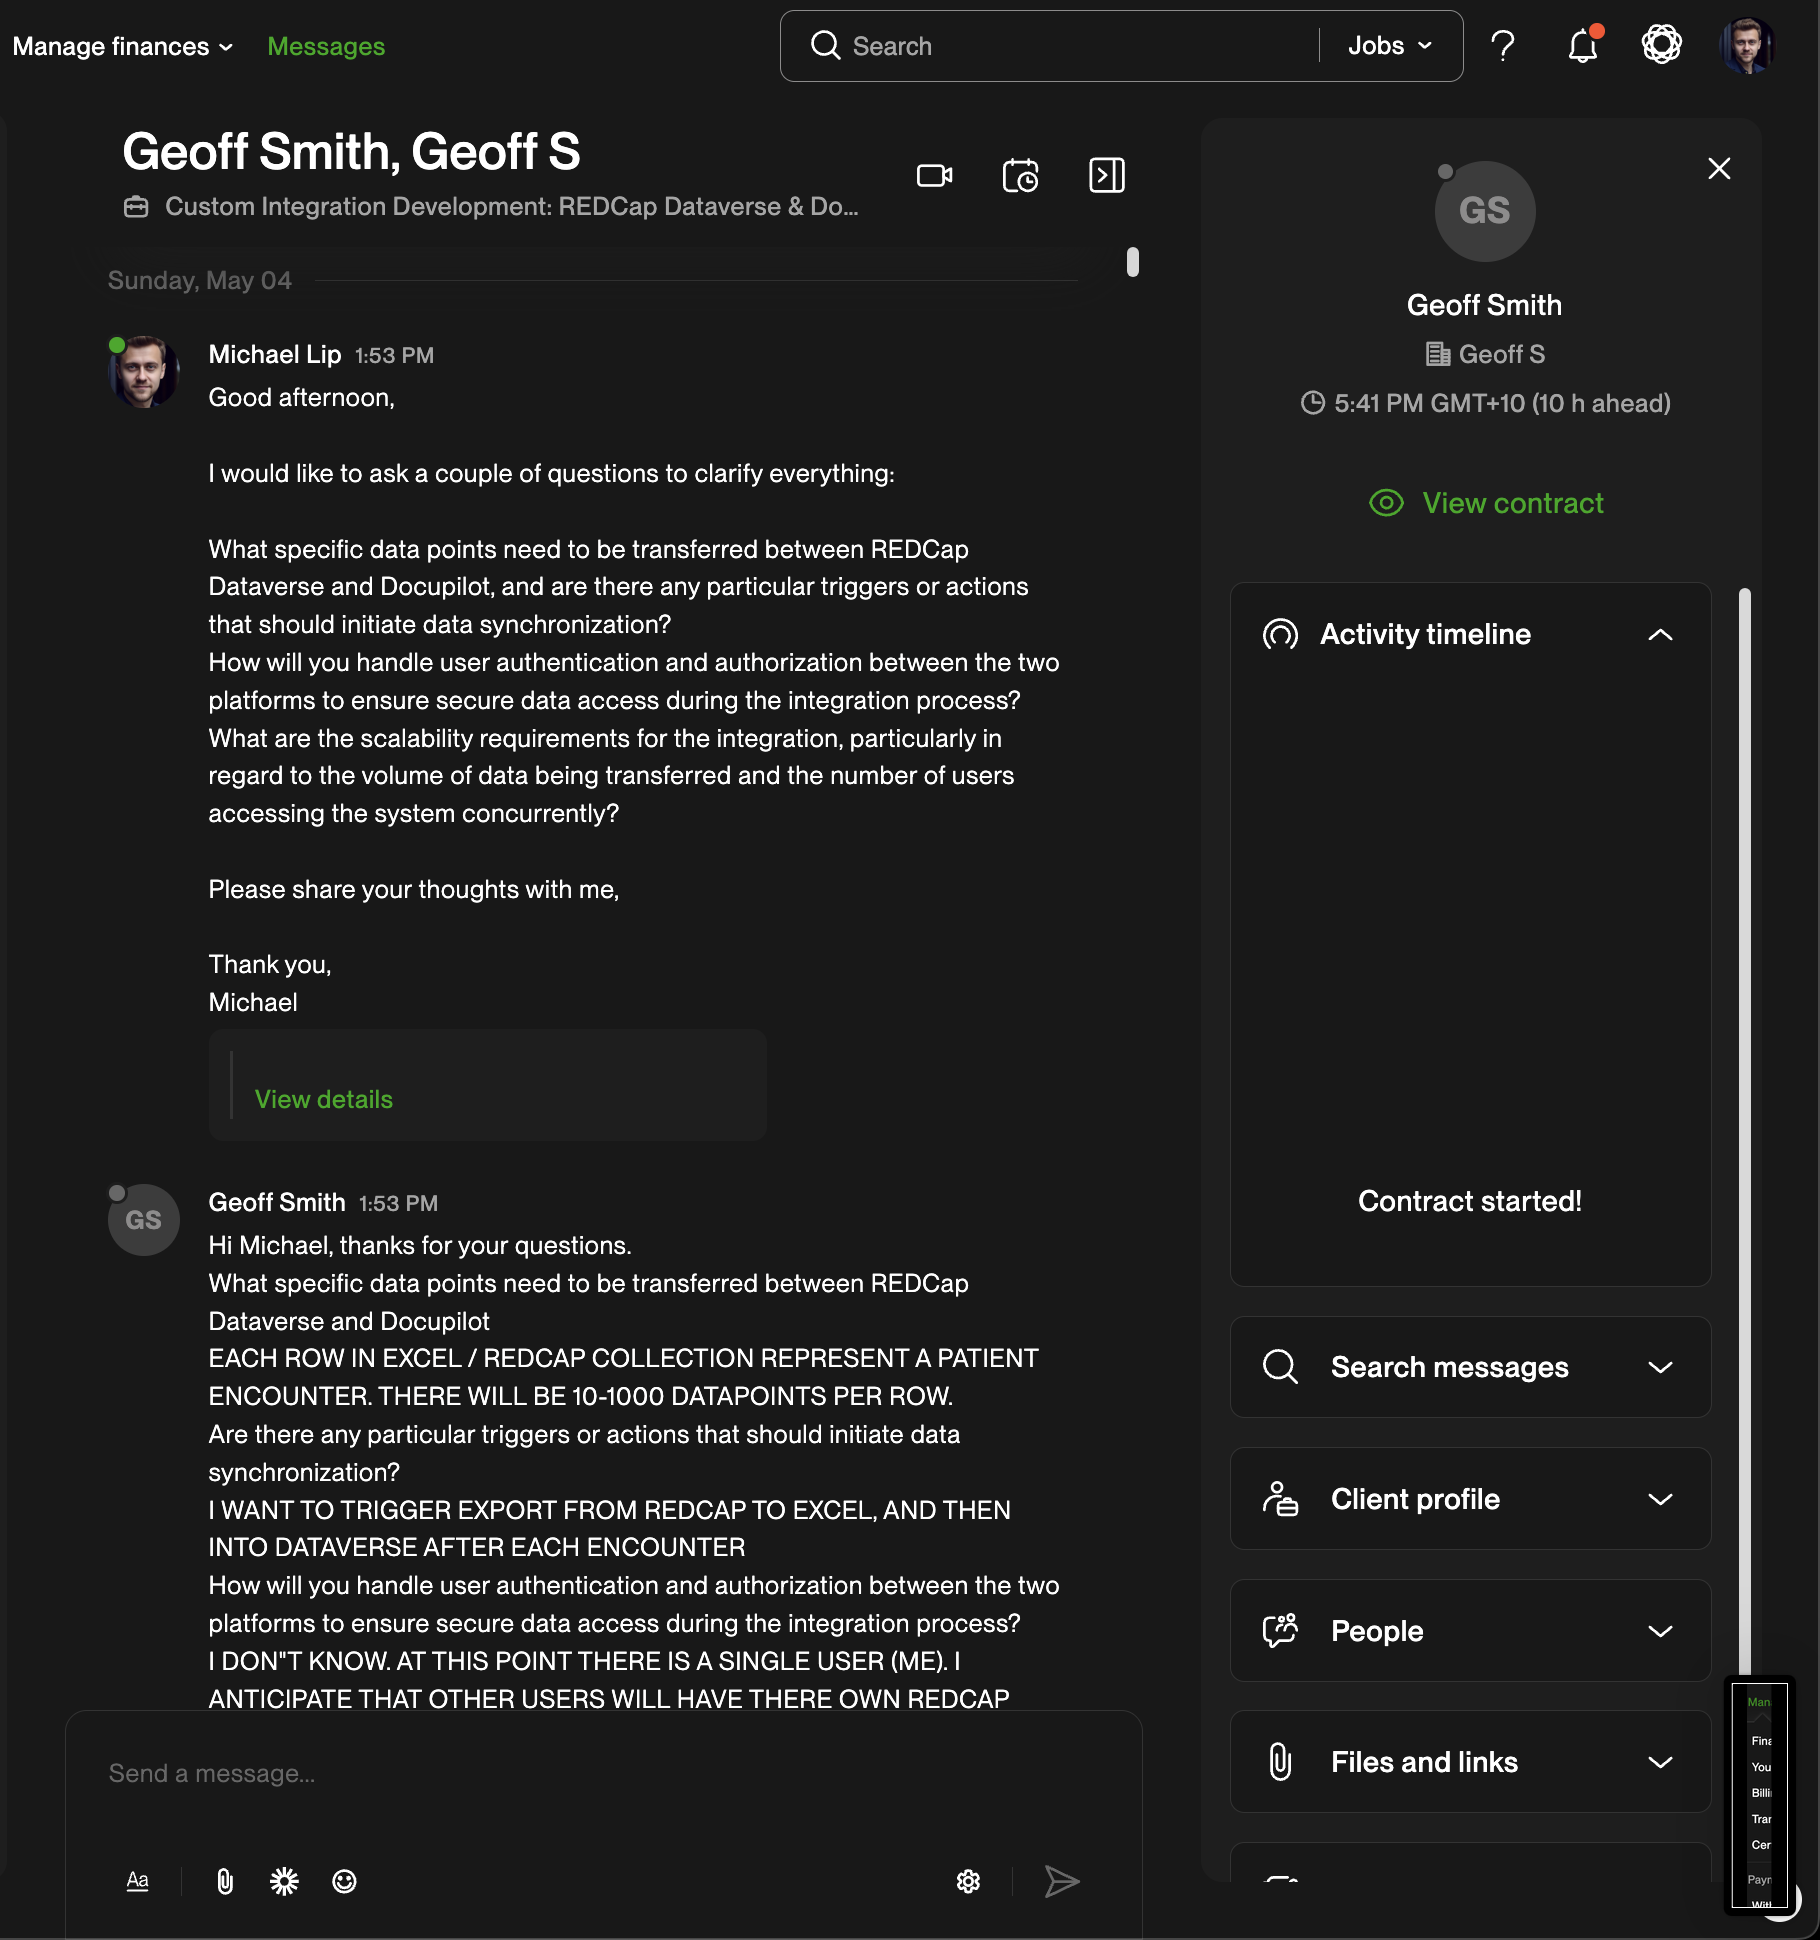 Manage finances
Messages
Search
Jobs
Geoff Smith, Geoff S
Custom Integration Development: REDCap Dataverse & Do...
Sunday, May 04
Michael Lip 1:53 PM
Good afternoon,
I would like to ask a couple of questions to clarify everything:
What specific data points need to be transferred between REDCap
Dataverse and Docupilot, and are there any particular triggers or actions
that should initiate data synchronization?
How will you handle user authentication and authorization between the two
platforms to ensure secure data access during the integration process?
What are the scalability requirements for the integration, particularly in
regard to the volume of data being transferred and the number of users
accessing the system concurrently?
Please share your thoughts with me,
Thank you,
Michael
View details
GS
Geoff Smith 1:53 PM
Hi Michael, thanks for your questions.
What specific data points need to be transferred between REDCap
Dataverse and Docupilot
EACH ROW IN EXCEL / REDCAP COLLECTION REPRESENT A PATIENT
ENCOUNTER. THERE WILL BE 10-1000 DATAPOINTS PER ROW.
Are there any particular triggers or actions that should initiate data
synchronization?
I WANT TO TRIGGER EXPORT FROM REDCAP TO EXCEL, AND THEN
INTO DATAVERSE AFTER EACH ENCOUNTER
How will you handle user authentication and authorization between the two
platforms to ensure secure data access during the integration process?
I DON"T KNOW. AT THIS POINT THERE IS A SINGLE USER (ME). I
ANTICIPATE THAT OTHER USERS WILL HAVE THERE OWN REDCAP
Send a message...
Aa
GS
Geoff Smith
Geoff S
5:41 PM GMT+10 (10 h ahead)
View contract
Activity timeline
Contract started!
Search messages
Client profile
People
Files and links
Man
Fina
You
Billi
Tran
Cer
Payn
With